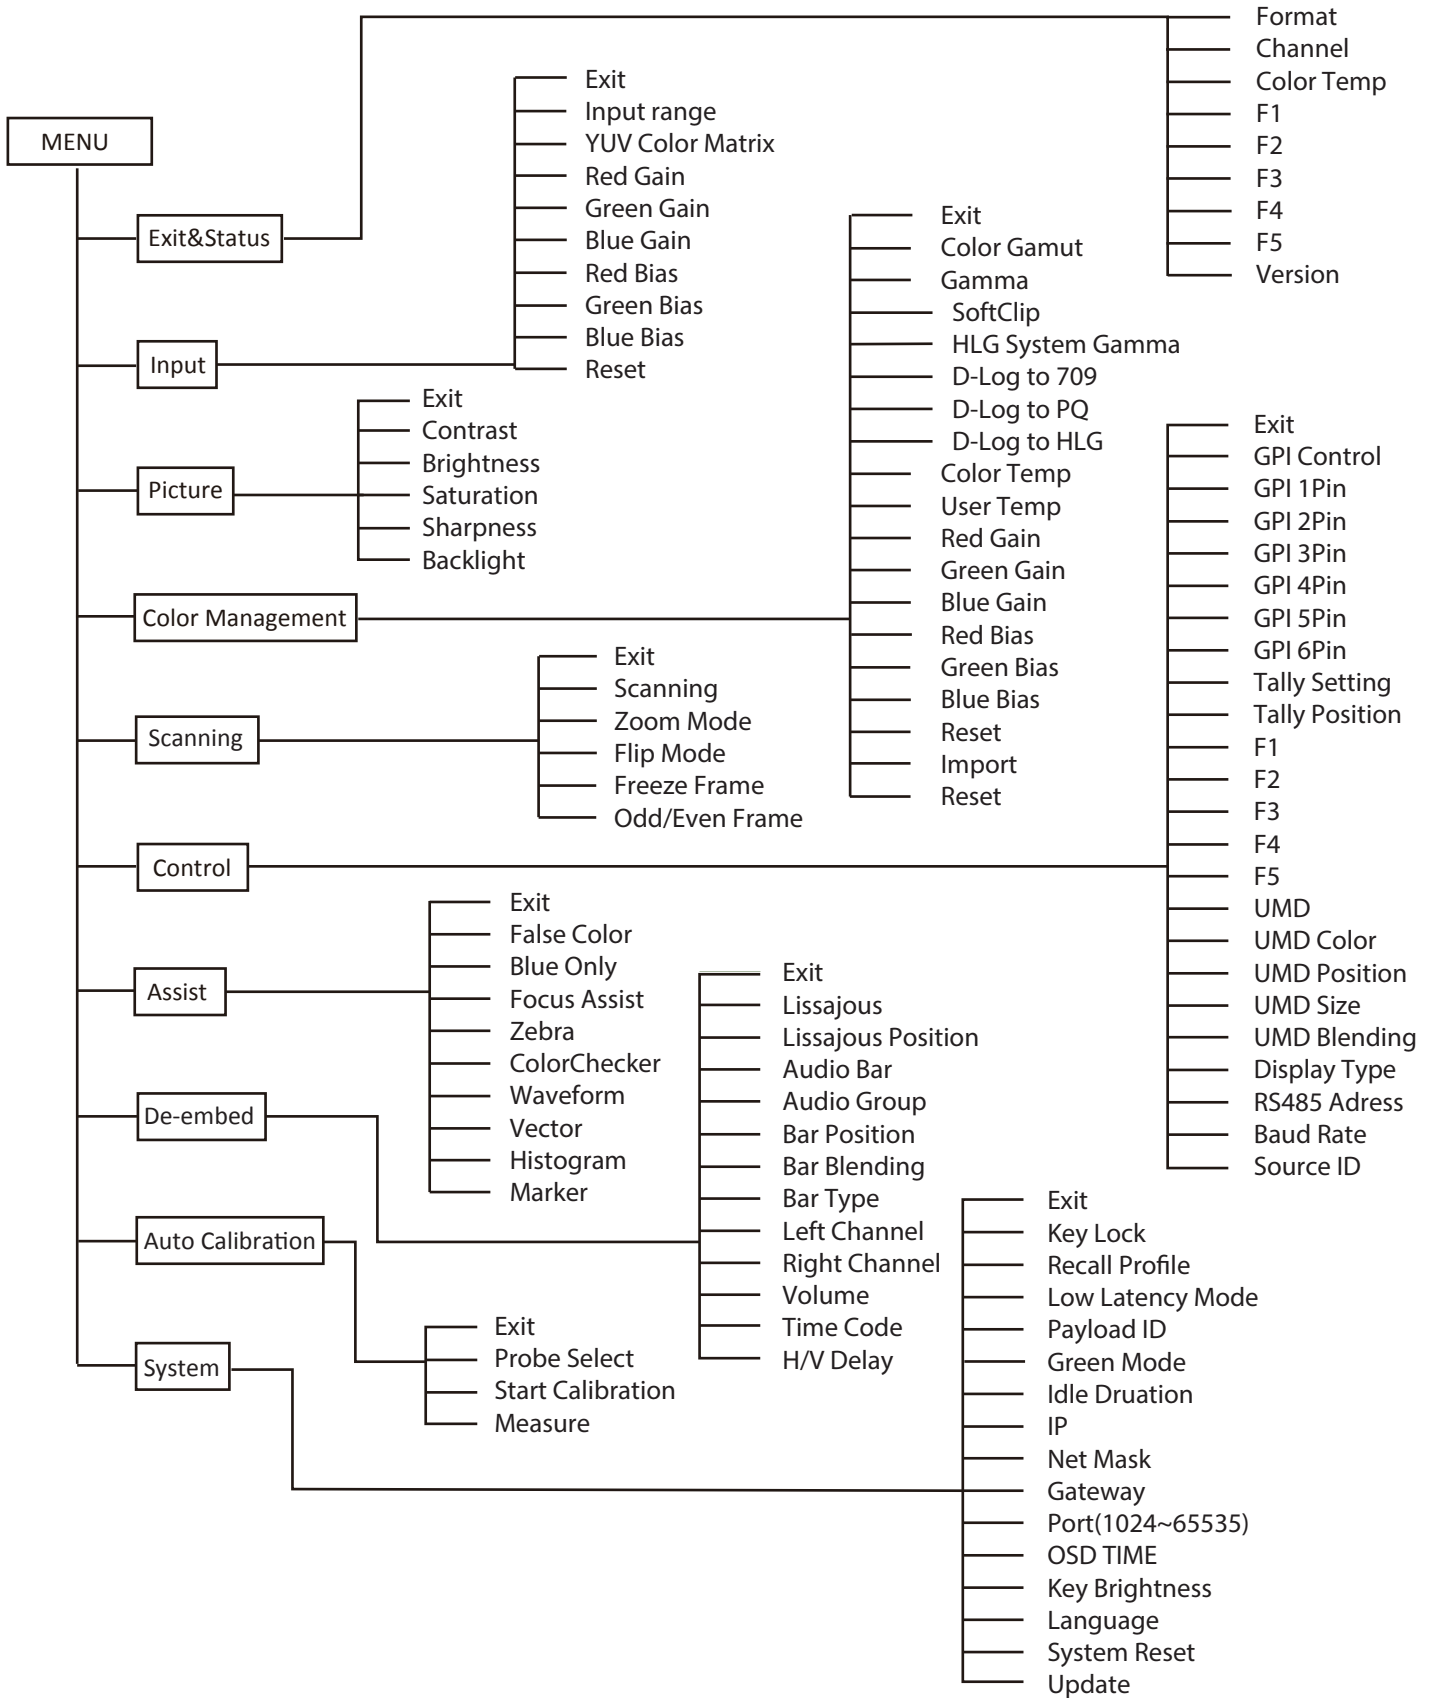 MENU
Exit&Status
Format
Channel
Color Temp
F1
F2
F3
F4
F5
Version
Input
Exit
Input range
YUV Color Matrix
Red Gain
Green Gain
Blue Gain
Red Bias
Green Bias
Blue Bias
Reset
Picture
Exit
Contrast
Brightness
Saturation
Sharpness
Backlight
Color Management
Exit
Color Gamut
Gamma
SoftClip
HLG System Gamma
D-Log to 709
D-Log to PQ
D-Log to HLG
Color Temp
User Temp
Red Gain
Green Gain
Blue Gain
Red Bias
Green Bias
Blue Bias
Reset
Import
Reset
Scanning
Exit
Scanning
Zoom Mode
Flip Mode
Freeze Frame
Odd/Even Frame
Control
Exit
GPI Control
GPI 1Pin
GPI 2Pin
GPI 3Pin
GPI 4Pin
GPI 5Pin
GPI 6Pin
Tally Setting
Tally Position
F1
F2
F3
F4
F5
UMD
UMD Color
UMD Position
UMD Size
UMD Blending
Display Type
RS485 Adress
Baud Rate
Source ID
Assist
Exit
False Color
Blue Only
Focus Assist
Zebra
ColorChecker
Waveform
Vector
Histogram
Marker
De-embed
Exit
Lissajous
Lissajous Position
Audio Bar
Audio Group
Bar Position
Bar Blending
Bar Type
Left Channel
Right Channel
Volume
Time Code
H/V Delay
Auto Calibration
Exit
Probe Select
Start Calibration
Measure
System
Exit
Key Lock
Recall Profile
Low Latency Mode
Payload ID
Green Mode
Idle Druation
IP
Net Mask
Gateway
Port(1024~65535)
OSD TIME
Key Brightness
Language
System Reset
Update